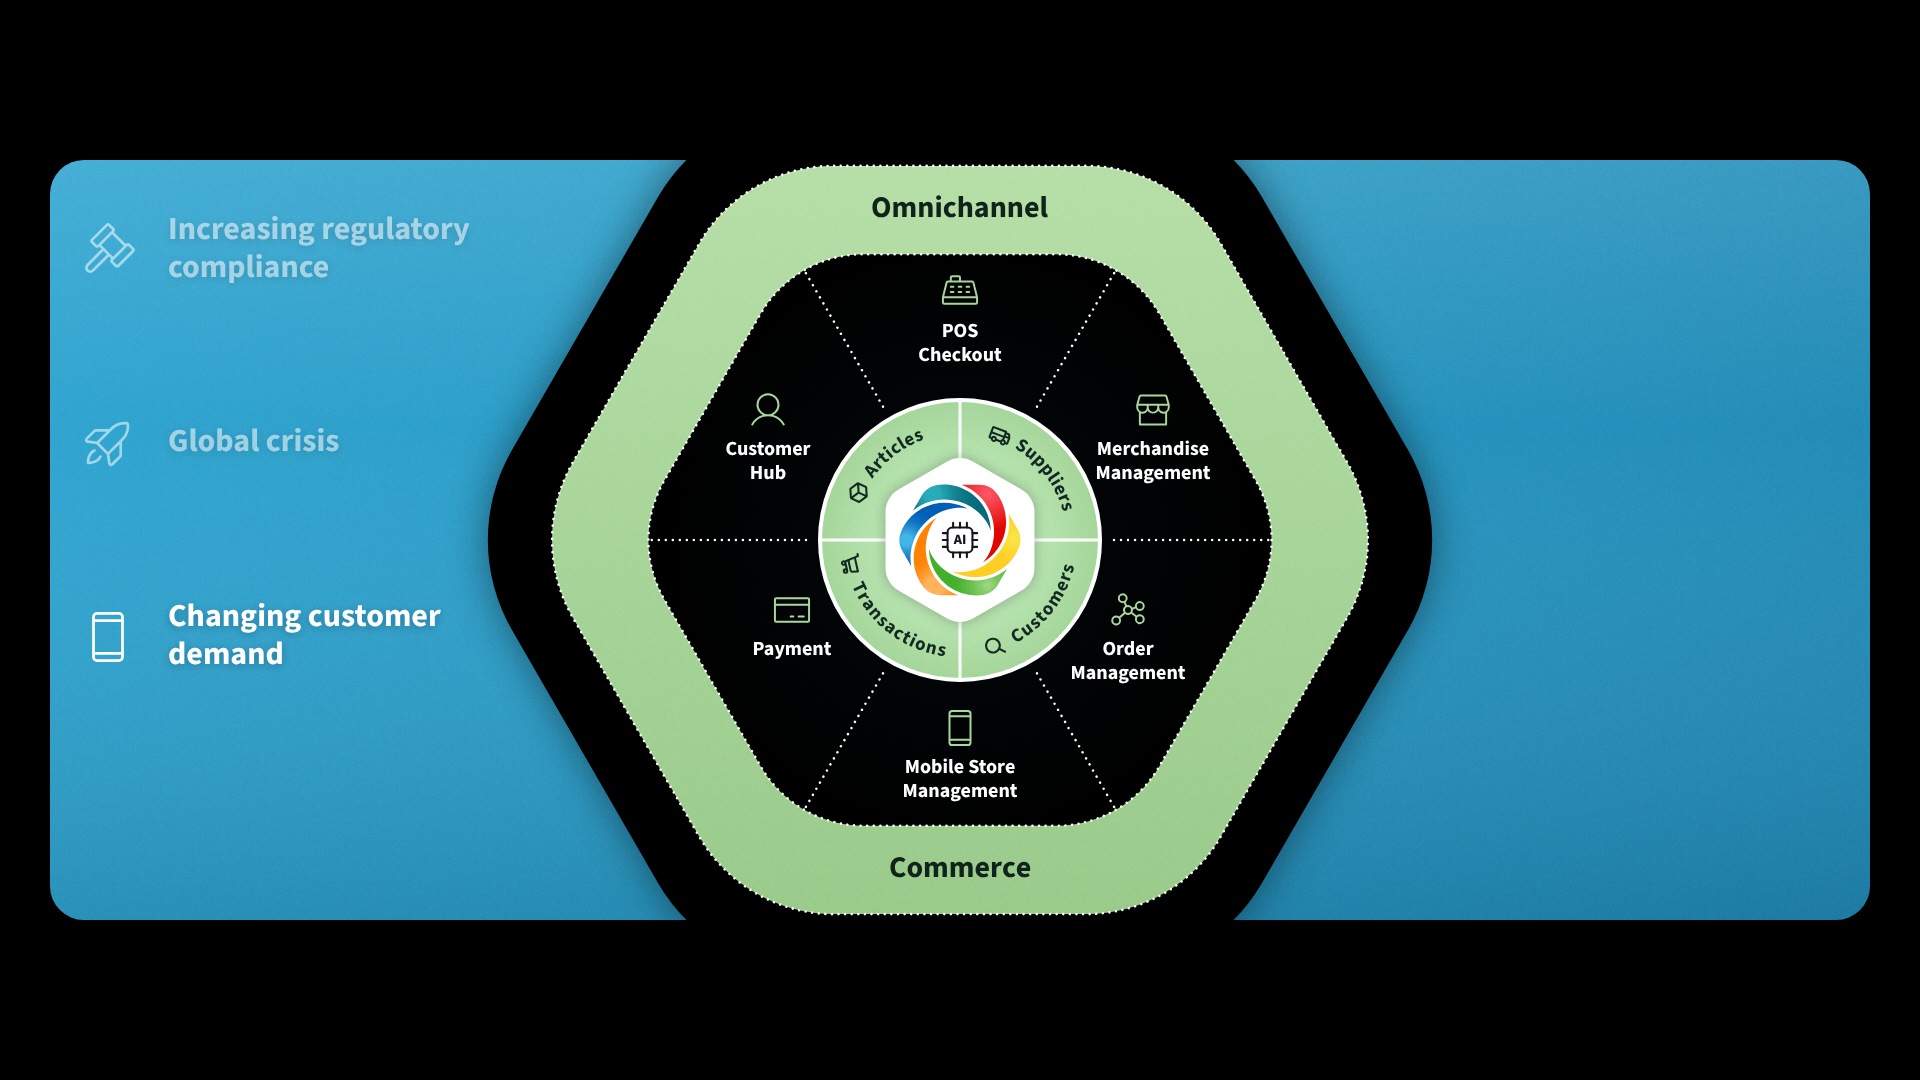 Increasing regulatory
compliance
Global crisis
Changing customer
demand
Omnichannel
POS
Checkout
Customer
Hub
Merchandise
Management
Articles
Suppliers
AI
Transactions
Customers
Payment
Order
Management
Mobile Store
Management
Commerce